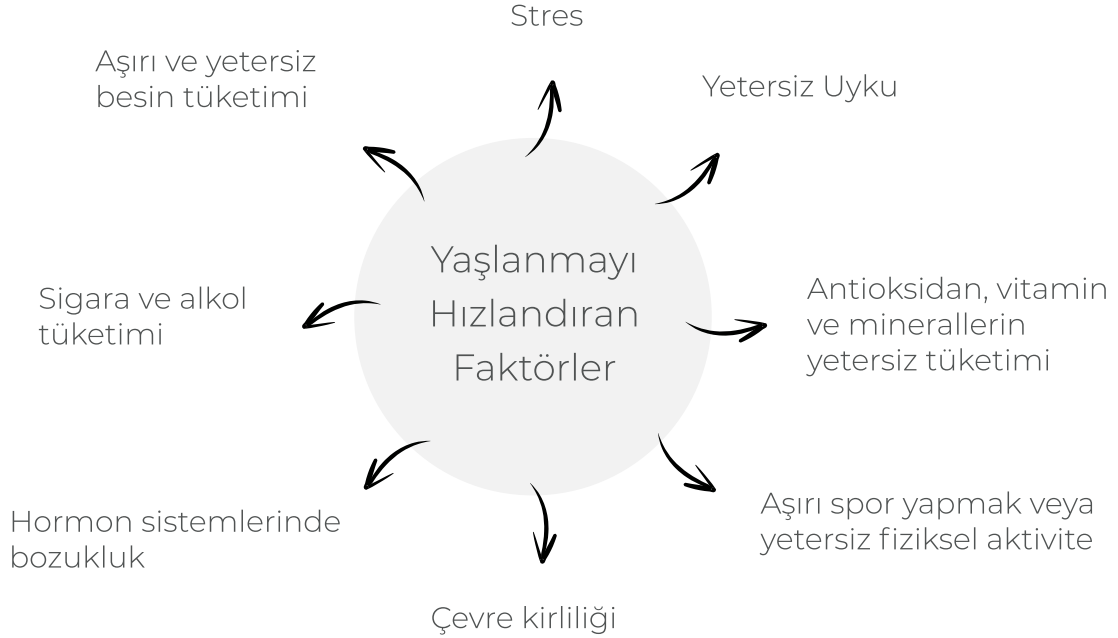 Stres
Aşırı ve yetersiz
besin tüketimi
Yetersiz Uyku
Yaşlanmayı
Hızlandıran
Faktörler
Sigara ve alkol
tüketimi
Antioksidan, vitamin
ve minerallerin
yetersiz tüketimi
Hormon sistemlerinde
bozukluk
Aşırı spor yapmak veya
yetersiz fiziksel aktivite
Çevre kirliliği